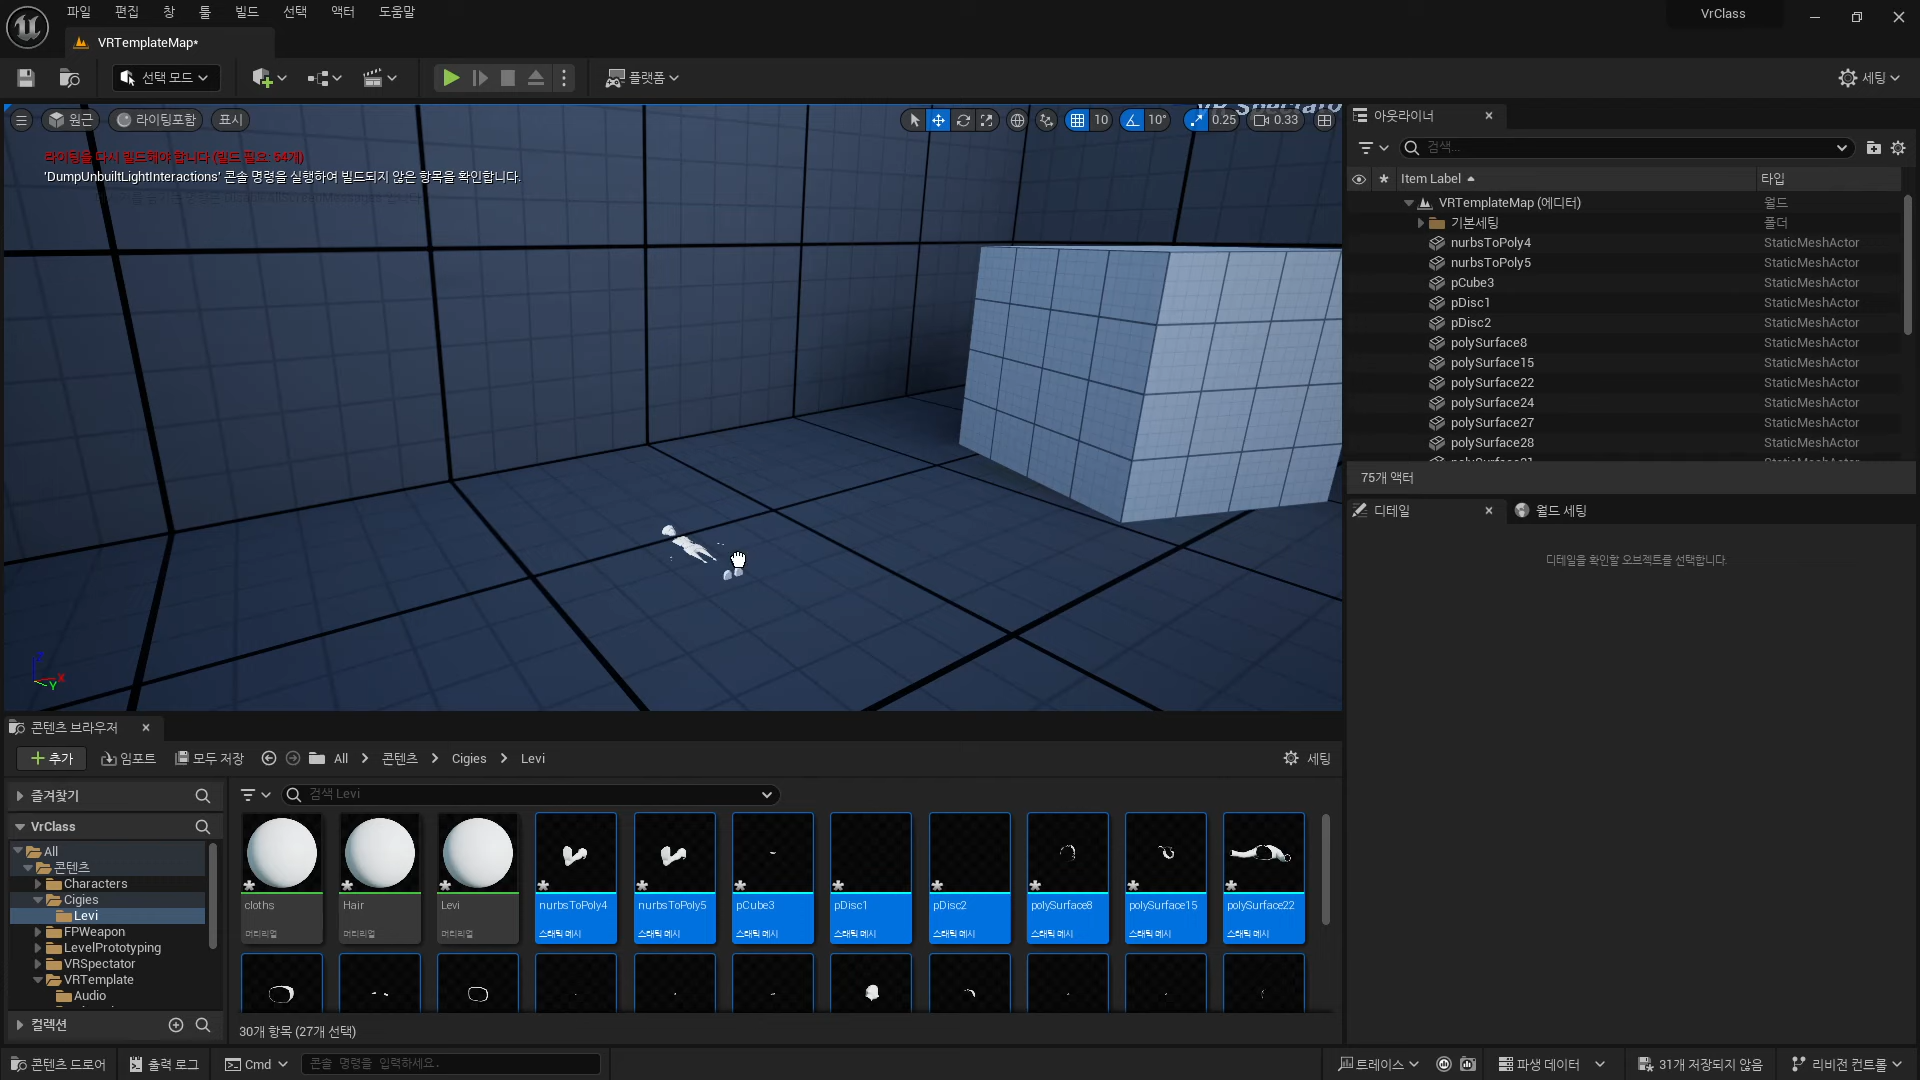 파일 편집 창 툴 빌드 선택 액터 도움말
VrClass
VRTemplateMap*
선택 모드
플랫폼
세팅
원근 라이팅포함 표시
10 10° 0.25 0.33
라이팅을 다시 빌드해야 합니다 (빌드 필요: 54개)
'DumpUnbuiltLightInteractions' 콘솔 명령을 실행하여 빌드되지 않은 항목을 확인합니다.
X
Y
아웃라이너
검색...
Item Label 타입
VRTemplateMap (에디터) 월드
기본세팅 폴더
nurbsToPoly4 StaticMeshActor
nurbsToPoly5 StaticMeshActor
pCube3 StaticMeshActor
pDisc1 StaticMeshActor
pDisc2 StaticMeshActor
polySurface8 StaticMeshActor
polySurface15 StaticMeshActor
polySurface22 StaticMeshActor
polySurface24 StaticMeshActor
polySurface27 StaticMeshActor
polySurface28 StaticMeshActor
75개 액터
디테일 월드 세팅
디테일을 확인할 오브젝트를 선택합니다.
콘텐츠 브라우저
추가 임포트 모두 저장 All 콘텐츠 Cigies Levi 세팅
즐겨찾기
VrClass
All
콘텐츠
Characters
Cigies
Levi
FPWeapon
LevelPrototyping
VRSpectator
VRTemplate
Audio
컬렉션
검색 Levi
cloths Hair Levi nurbsToPoly4 nurbsToPoly5 pCube3 pDisc1 pDisc2 polySurface8 polySurface15 polySurface22
머티리얼 머티리얼 머티리얼 스태틱 메시 스태틱 메시 스태틱 메시 스태틱 메시 스태틱 메시 스태틱 메시 스태틱 메시 스태틱 메시
30개 항목 (27개 선택)
콘텐츠 드로어 출력 로그 Cmd 콘솔 명령을 입력하세요. 트레이스 파생 데이터 31개 저장되지 않음 리비전 컨트롤